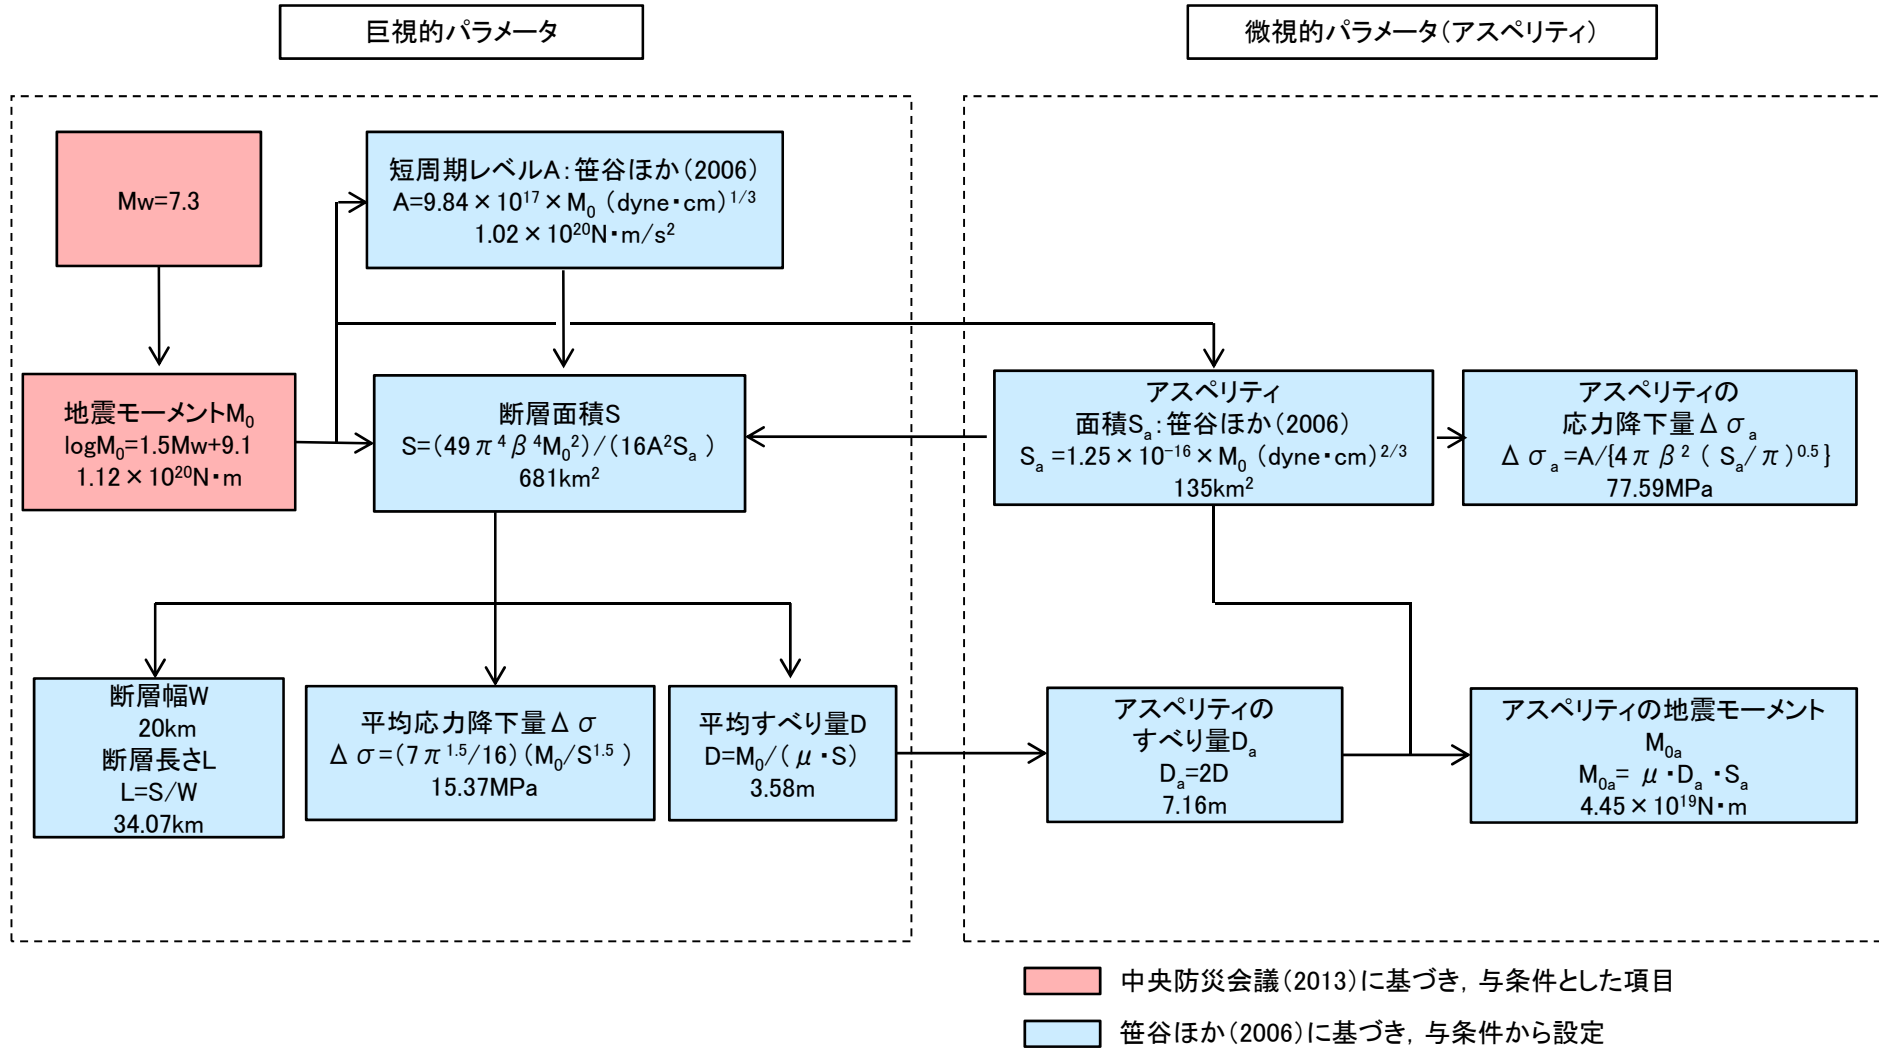 巨視的パラメータ
微視的パラメータ(アスペリティ)
Mw=7.3
短周期レベルA:笹谷ほか(2006)
A=9.84×10¹⁷×M₀ (dyne・cm)^1/3
1.02×10²⁰N・m/s²
地震モーメントM₀
logM₀=1.5Mw+9.1
1.12×10²⁰N・m
断層面積S
S=(49π⁴β⁴M₀²)/(16A²Sₐ)
681km²
アスペリティ
面積Sₐ:笹谷ほか(2006)
Sₐ=1.25×10⁻¹⁶×M₀ (dyne・cm)^2/3
135km²
アスペリティの
応力降下量Δσₐ
Δσₐ=A/{4πβ²(Sₐ/π)^0.5}
77.59MPa
断層幅W
20km
断層長さL
L=S/W
34.07km
平均応力降下量Δσ
Δσ=(7π^1.5/16)(M₀/S^1.5)
15.37MPa
平均すべり量D
D=M₀/(μ・S)
3.58m
アスペリティの
すべり量Dₐ
Dₐ=2D
7.16m
アスペリティの地震モーメント
M₀ₐ
M₀ₐ=μ・Dₐ・Sₐ
4.45×10¹⁹N・m
中央防災会議(2013)に基づき,与条件とした項目
笹谷ほか(2006)に基づき,与条件から設定